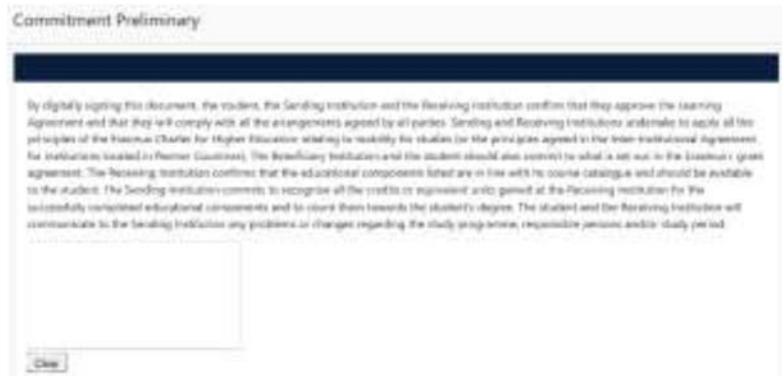 Commitment Preliminary
By digitally signing this document, the student, the Sending Institution and the Receiving Institution confirm that they approve the Learning
Agreement and that they will comply with all the arrangements agreed by all parties. Sending and Receiving Institutions undertake to apply all the
principles of the Erasmus Charter for Higher Education relating to mobility for studies (or the principles agreed in the Inter-Institutional Agreement
for institutions located in Partner Countries). The Beneficiary Institution and the student should also commit to what is set out in the Erasmus+ grant
agreement. The Receiving Institution confirms that the educational components listed are in line with its course catalogue and should be available
to the student. The Sending Institution commits to recognise all the credits or equivalent units gained at the Receiving Institution for the
successfully completed educational components and to count them towards the student's degree. The student and the Receiving Institution will
communicate to the Sending Institution any problems or changes regarding the study programme, responsible persons and/or study period.
Clear